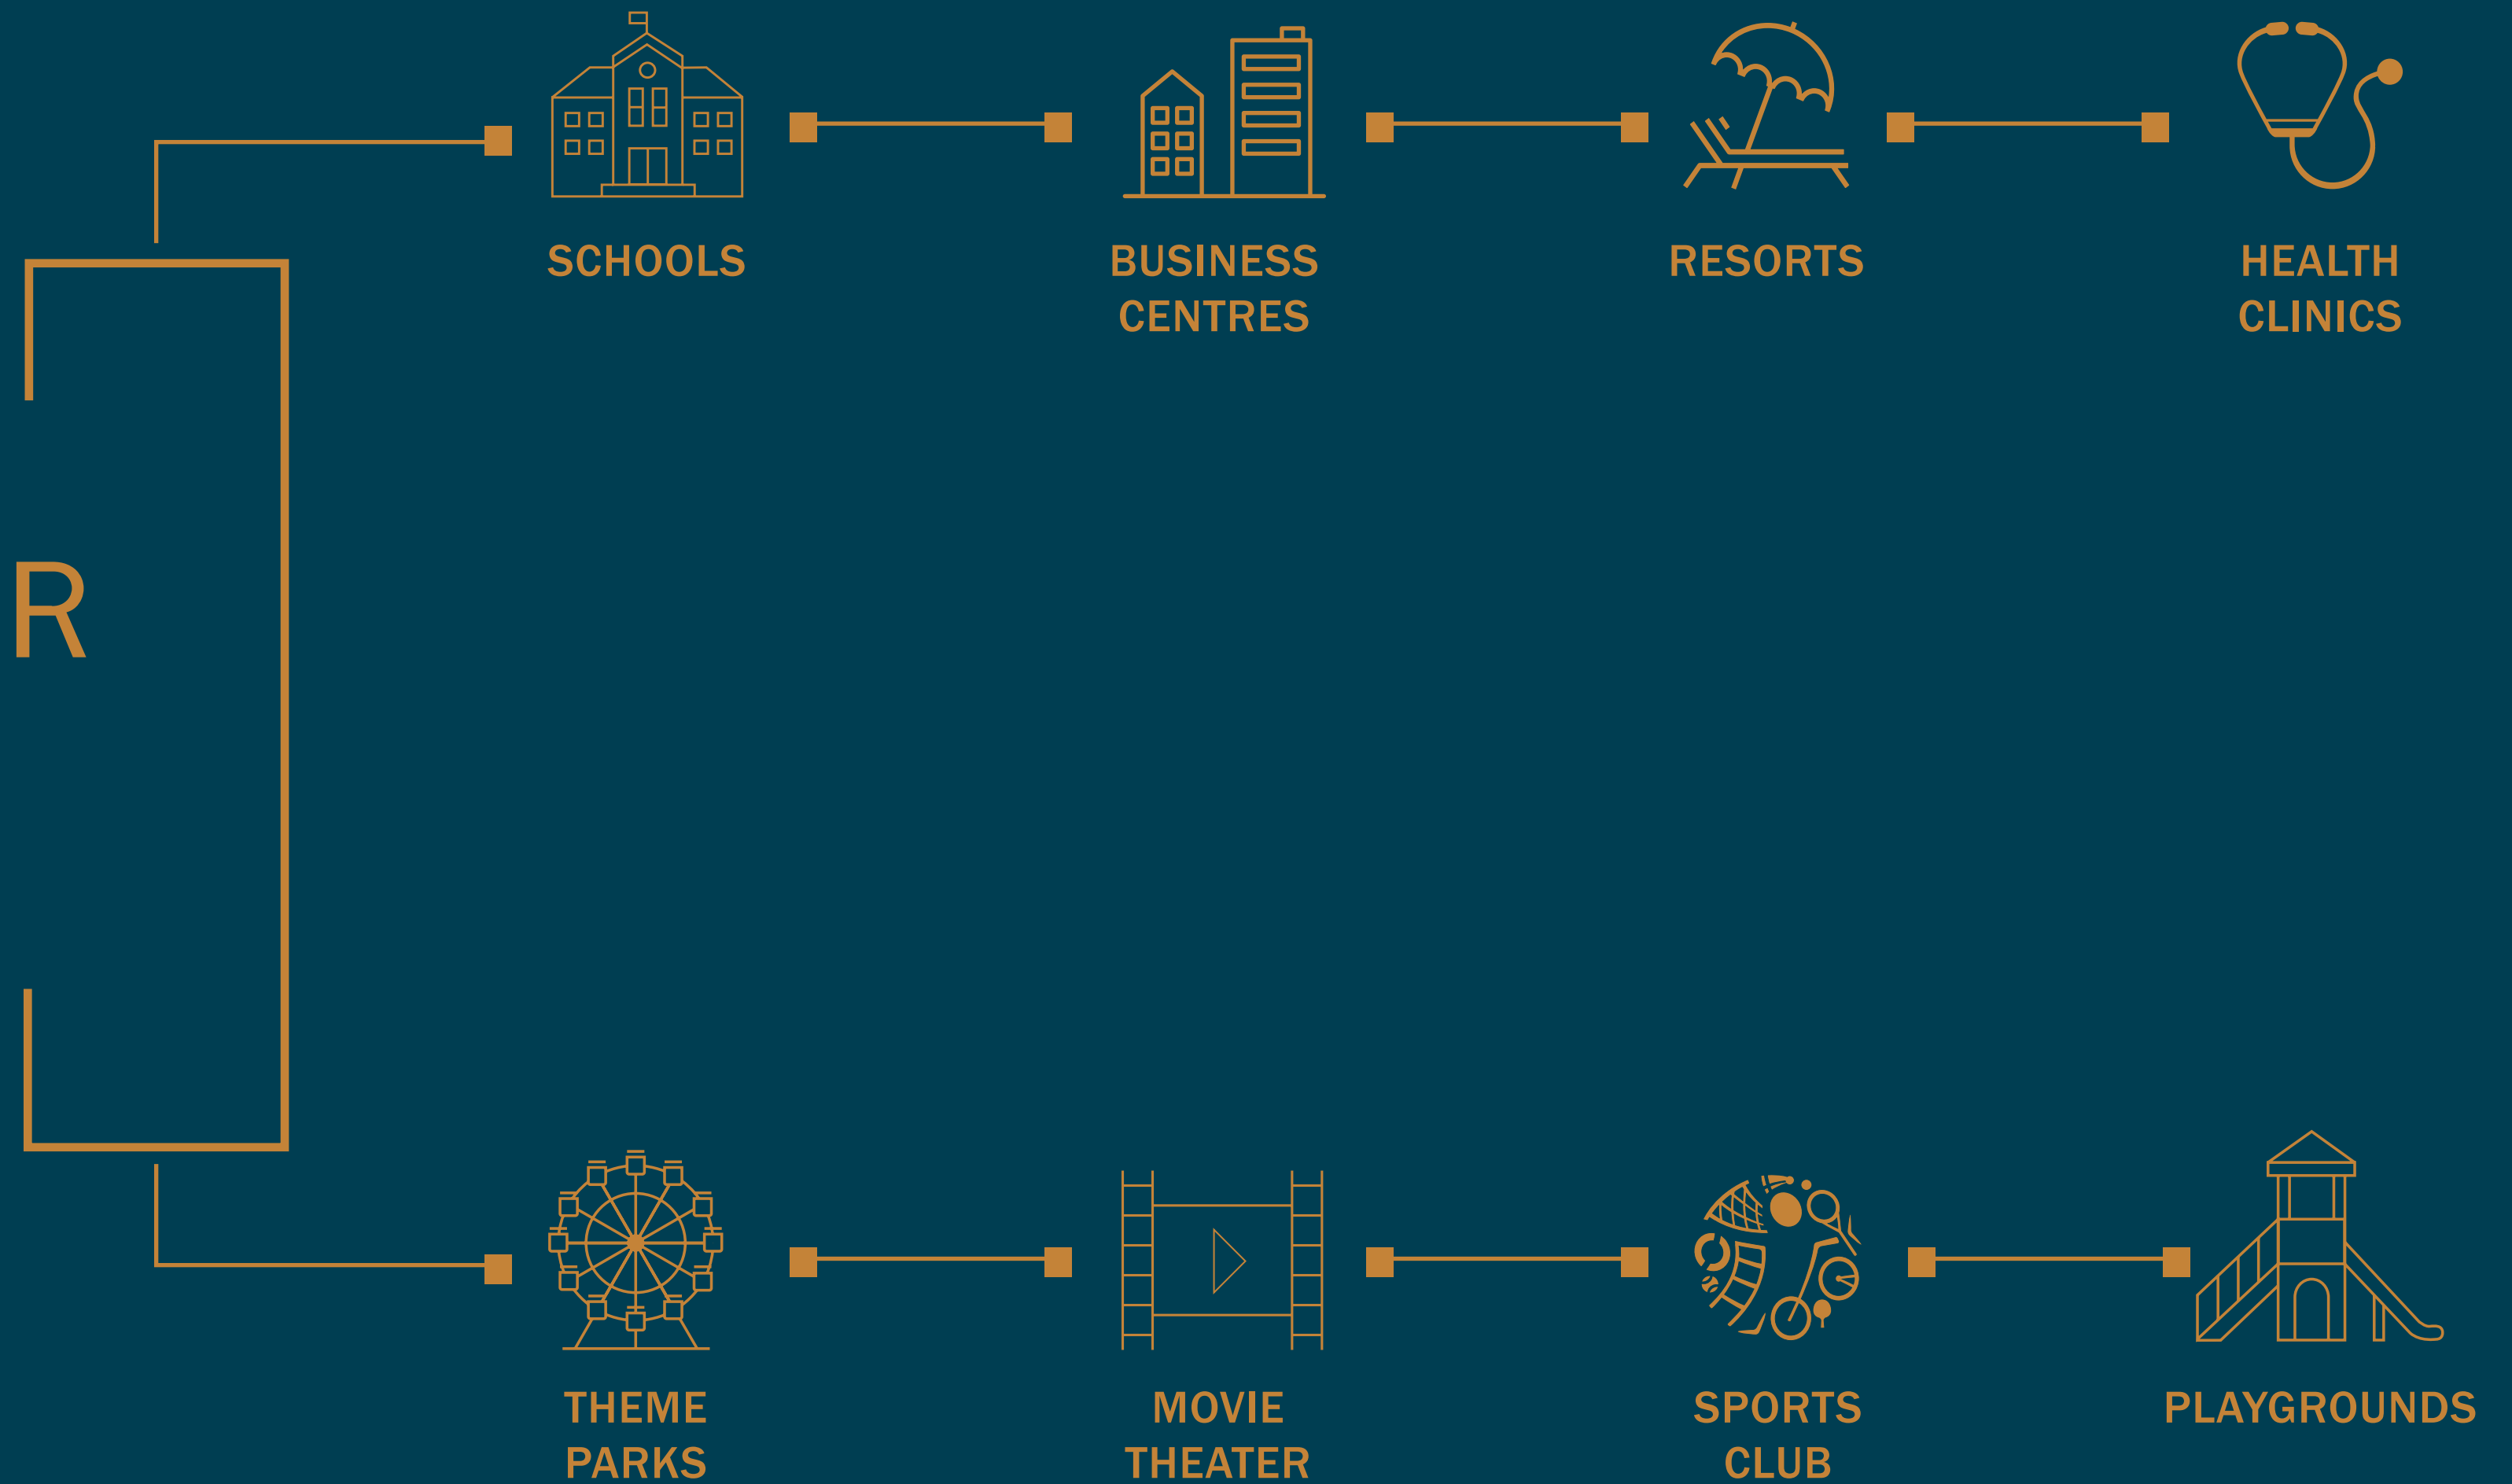 SCHOOLS
BUSINESS
CENTRES
RESORTS
HEALTH
CLINICS
R
THEME
PARKS
MOVIE
THEATER
SPORTS
CLUB
PLAYGROUNDS